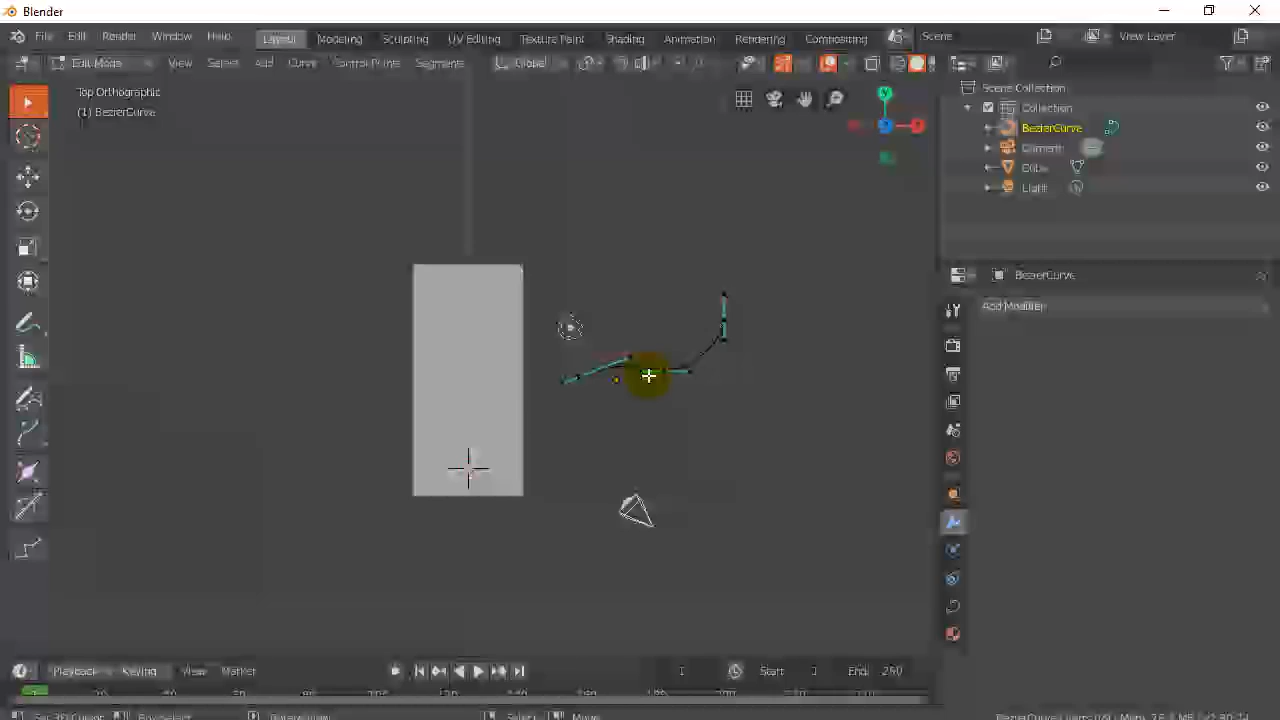 Blender
File Edit Render Window Help Layout Modeling Sculpting UV Editing Texture Paint Shading Animation Rendering Compositing Scene View Layer
Edit Mode View Select Add Curve Control Points Segments Global
Top Orthographic
(1) BezierCurve
Scene Collection
Collection
BezierCurve
Camera
Cube
Light
BezierCurve
Add Modifier
Playback Keying View Marker 1 Start 1 End 250